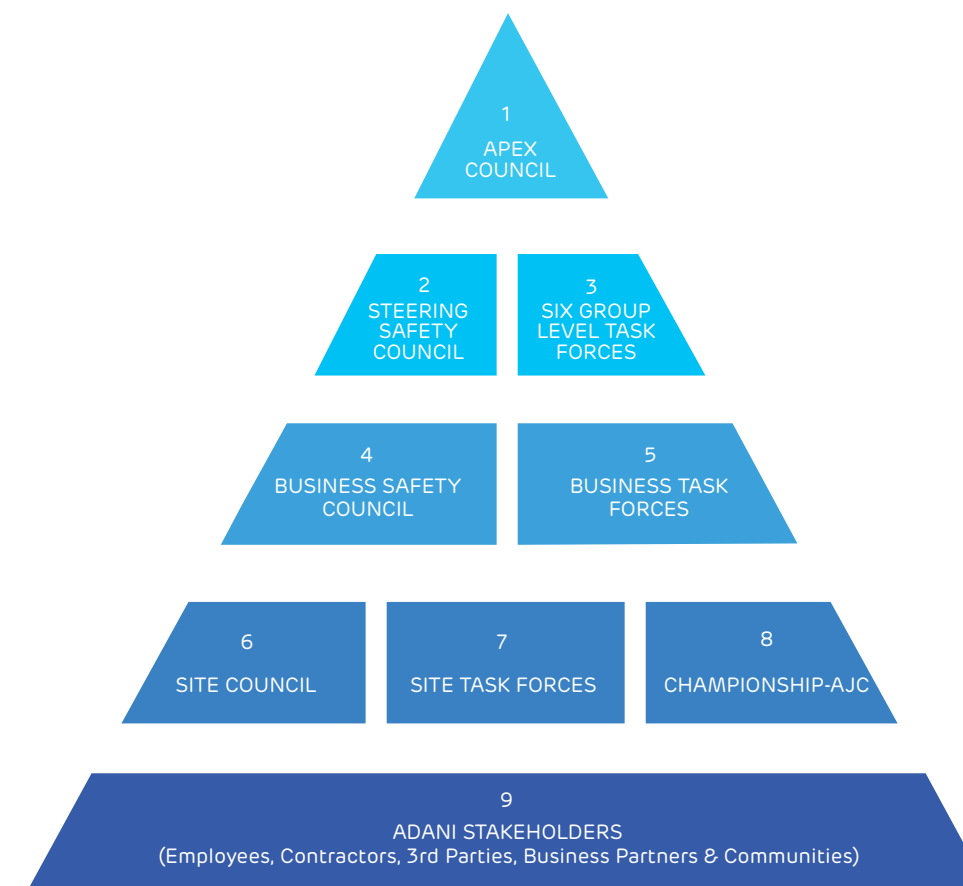 1
APEX
COUNCIL
2
STEERING
SAFETY
COUNCIL
3
SIX GROUP
LEVEL TASK
FORCES
4
BUSINESS SAFETY
COUNCIL
5
BUSINESS TASK
FORCES
6
SITE COUNCIL
7
SITE TASK FORCES
8
CHAMPIONSHIP-AJC
9
ADANI STAKEHOLDERS
(Employees, Contractors, 3rd Parties, Business Partners & Communities)